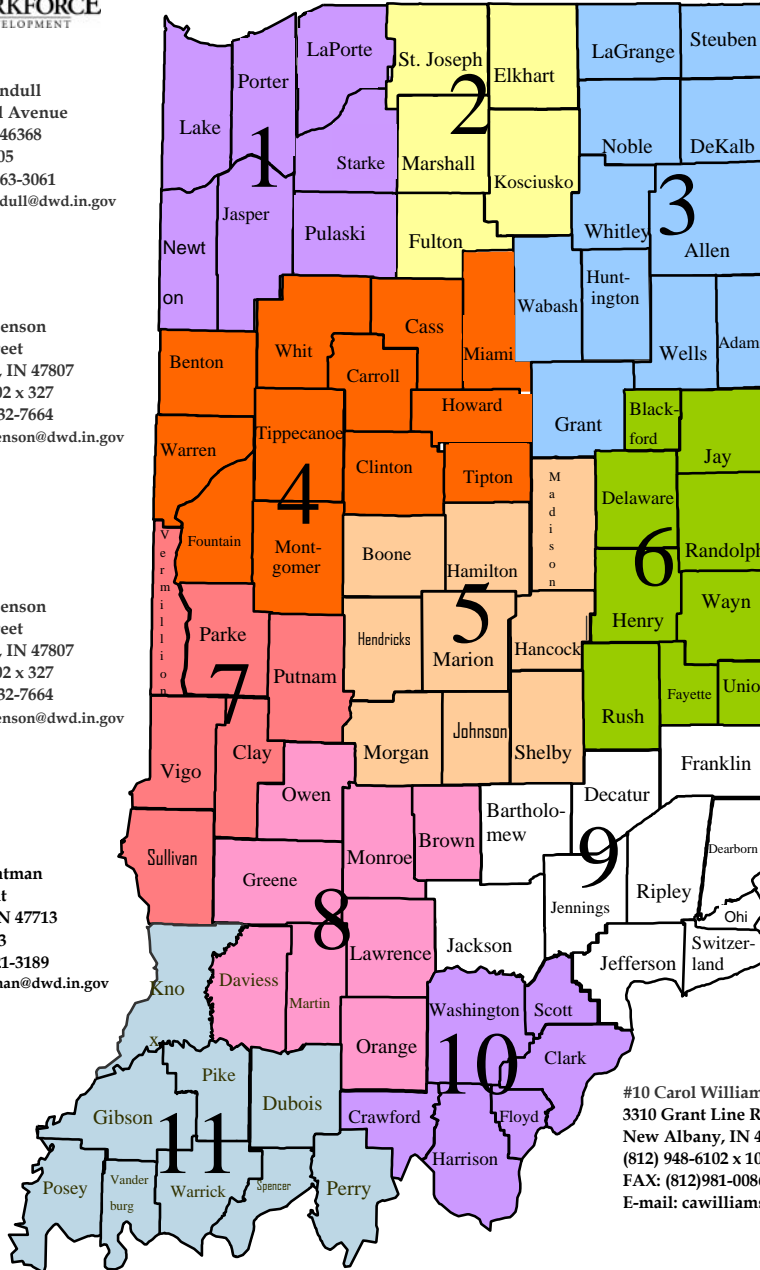 RKFORCE
ELOPMENT
ndull
l Avenue
46368
05
63-3061
dull@dwd.in.gov
enson
reet
, IN 47807
02 x 327
32-7664
enson@dwd.in.gov
enson
reet
, IN 47807
02 x 327
32-7664
enson@dwd.in.gov
ntman
et
N 47713
3
21-3189
man@dwd.in.gov
LaPorte
St. Joseph
LaGrange
Steuben
Porter
Elkhart
2
Lake
1
Starke
Marshall
Noble
DeKalb
Kosciusko
Jasper
3
Newt
on
Pulaski
Fulton
Whitley
Allen
Wabash
Hunt-
ington
Whit
Cass
Miami
Wells
Adam
Benton
Carroll
Howard
Grant
Black-
ford
Jay
Warren
Tippecanoe
4
Clinton
Tipton
Madison
Delaware
Randolph
6
Vermillion
Fountain
Mont-
gomer
Boone
Hamilton
5
Henry
Wayn
Parke
7
Putnam
Hendricks
Marion
Hancock
Rush
Fayette
Unio
Vigo
Clay
Morgan
Johnson
Shelby
Franklin
Owen
Decatur
Bartholo-
mew
9
Sullivan
Greene
Monroe
Brown
Dearborn
Jennings
Ripley
8
Ohi
Lawrence
Jackson
Jefferson
Switzer-
land
Kno
x
Daviess
Martin
Washington
Scott
Orange
10
Clark
Pike
Dubois
Gibson
11
Crawford
Floyd
Harrison
Posey
Vander
burg
Warrick
Spencer
Perry
#10 Carol William
3310 Grant Line R
New Albany, IN 4
(812) 948-6102 x 10
FAX: (812)981-0086
E-mail: cawilliams